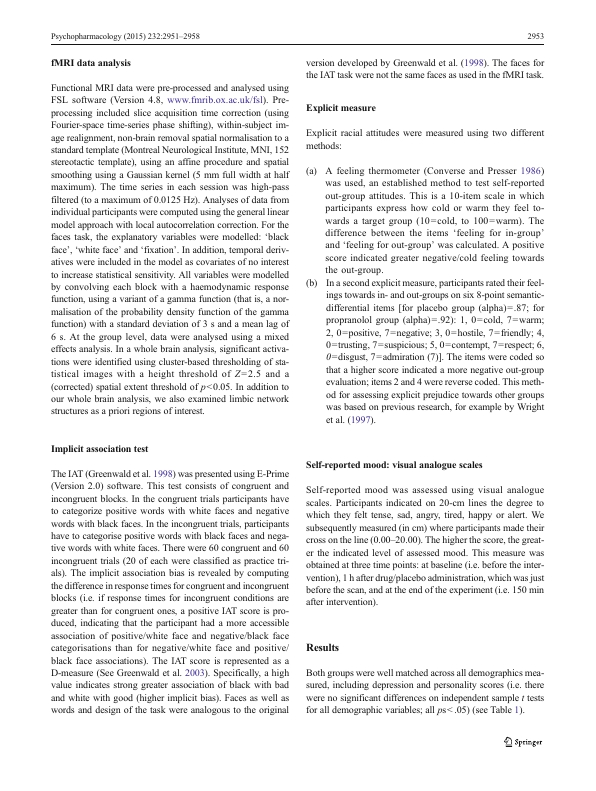 Psychopharmacology (2015) 232:2951–2958
2953
fMRI data analysis
Functional MRI data were pre-processed and analysed using
FSL software (Version 4.8, www.fmrib.ox.ac.uk/fsl). Pre-
processing included slice acquisition time correction (using
Fourier-space time-series phase shifting), within-subject im-
age realignment, non-brain removal spatial normalisation to a
standard template (Montreal Neurological Institute, MNI, 152
stereotactic template), using an affine procedure and spatial
smoothing using a Gaussian kernel (5 mm full width at half
maximum). The time series in each session was high-pass
filtered (to a maximum of 0.0125 Hz). Analyses of data from
individual participants were computed using the general linear
model approach with local autocorrelation correction. For the
faces task, the explanatory variables were modelled: ‘black
face’, ‘white face’ and ‘fixation’. In addition, temporal deriv-
atives were included in the model as covariates of no interest
to increase statistical sensitivity. All variables were modelled
by convolving each block with a haemodynamic response
function, using a variant of a gamma function (that is, a nor-
malisation of the probability density function of the gamma
function) with a standard deviation of 3 s and a mean lag of
6 s. At the group level, data were analysed using a mixed
effects analysis. In a whole brain analysis, significant activa-
tions were identified using cluster-based thresholding of sta-
tistical images with a height threshold of Z=2.5 and a
(corrected) spatial extent threshold of p<0.05. In addition to
our whole brain analysis, we also examined limbic network
structures as a priori regions of interest.
Implicit association test
The IAT (Greenwald et al. 1998) was presented using E-Prime
(Version 2.0) software. This test consists of congruent and
incongruent blocks. In the congruent trials participants have
to categorize positive words with white faces and negative
words with black faces. In the incongruent trials, participants
have to categorise positive words with black faces and nega-
tive words with white faces. There were 60 congruent and 60
incongruent trials (20 of each were classified as practice tri-
als). The implicit association bias is revealed by computing
the difference in response times for congruent and incongruent
blocks (i.e. if response times for incongruent conditions are
greater than for congruent ones, a positive IAT score is pro-
duced, indicating that the participant had a more accessible
association of positive/white face and negative/black face
categorisations than for negative/white face and positive/
black face associations). The IAT score is represented as a
D-measure (See Greenwald et al. 2003). Specifically, a high
value indicates strong greater association of black with bad
and white with good (higher implicit bias). Faces as well as
words and design of the task were analogous to the original
version developed by Greenwald et al. (1998). The faces for
the IAT task were not the same faces as used in the fMRI task.
Explicit measure
Explicit racial attitudes were measured using two different
methods:
(a) A feeling thermometer (Converse and Presser 1986)
was used, an established method to test self-reported
out-group attitudes. This is a 10-item scale in which
participants express how cold or warm they feel to-
wards a target group (10=cold, to 100=warm). The
difference between the items ‘feeling for in-group’
and ‘feeling for out-group’ was calculated. A positive
score indicated greater negative/cold feeling towards
the out-group.
(b) In a second explicit measure, participants rated their feel-
ings towards in- and out-groups on six 8-point semantic-
differential items [for placebo group (alpha)=.87; for
propranolol group (alpha)=.92): 1, 0=cold, 7=warm;
2, 0=positive, 7=negative; 3, 0=hostile, 7=friendly; 4,
0=trusting, 7=suspicious; 5, 0=contempt, 7=respect; 6,
0=disgust, 7=admiration (7)]. The items were coded so
that a higher score indicated a more negative out-group
evaluation; items 2 and 4 were reverse coded. This meth-
od for assessing explicit prejudice towards other groups
was based on previous research, for example by Wright
et al. (1997).
Self-reported mood: visual analogue scales
Self-reported mood was assessed using visual analogue
scales. Participants indicated on 20-cm lines the degree to
which they felt tense, sad, angry, tired, happy or alert. We
subsequently measured (in cm) where participants made their
cross on the line (0.00–20.00). The higher the score, the great-
er the indicated level of assessed mood. This measure was
obtained at three time points: at baseline (i.e. before the inter-
vention), 1 h after drug/placebo administration, which was just
before the scan, and at the end of the experiment (i.e. 150 min
after intervention).
Results
Both groups were well matched across all demographics mea-
sured, including depression and personality scores (i.e. there
were no significant differences on independent sample t tests
for all demographic variables; all ps<.05) (see Table 1).
Springer